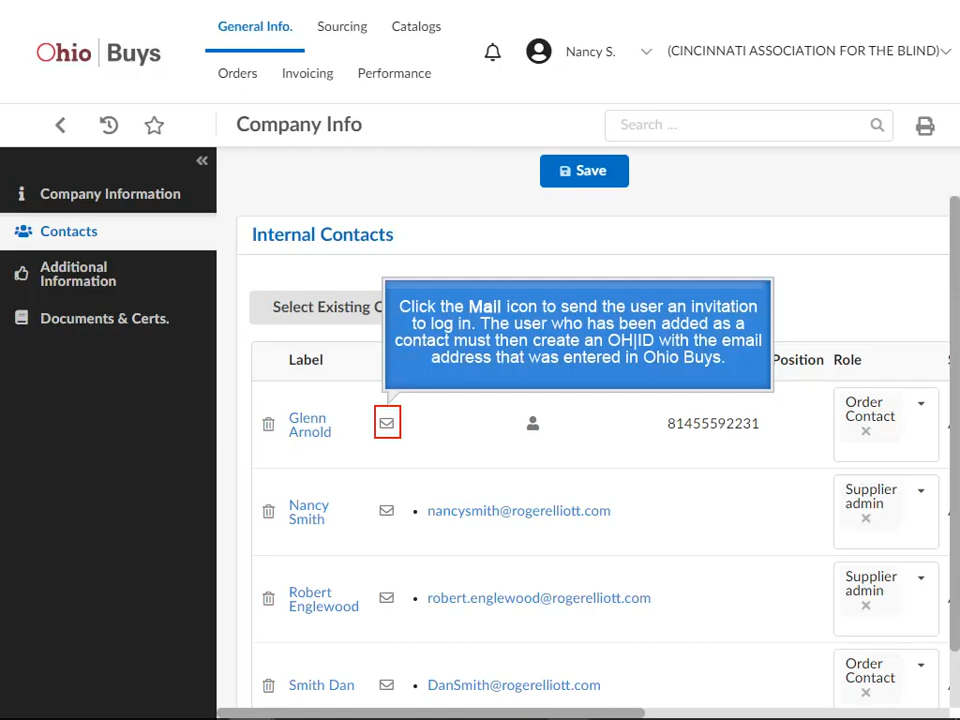 General Info. Sourcing Catalogs
Ohio Buys
Nancy S. (CINCINNATI ASSOCIATION FOR THE BLIND)
Orders Invoicing Performance
Company Info
Search ...
Save
Company Information
Contacts
Additional
Information
Documents & Certs.
Internal Contacts
Select Existing C
Click the Mail icon to send the user an invitation
to log in. The user who has been added as a
contact must then create an OH|ID with the email
address that was entered in Ohio Buys.
Label Position Role
Glenn
Arnold
81455592231
Order
Contact
Nancy
Smith
nancysmith@rogerelliott.com
Supplier
admin
Robert
Englewood
robert.englewood@rogerelliott.com
Supplier
admin
Smith Dan
DanSmith@rogerelliott.com
Order
Contact